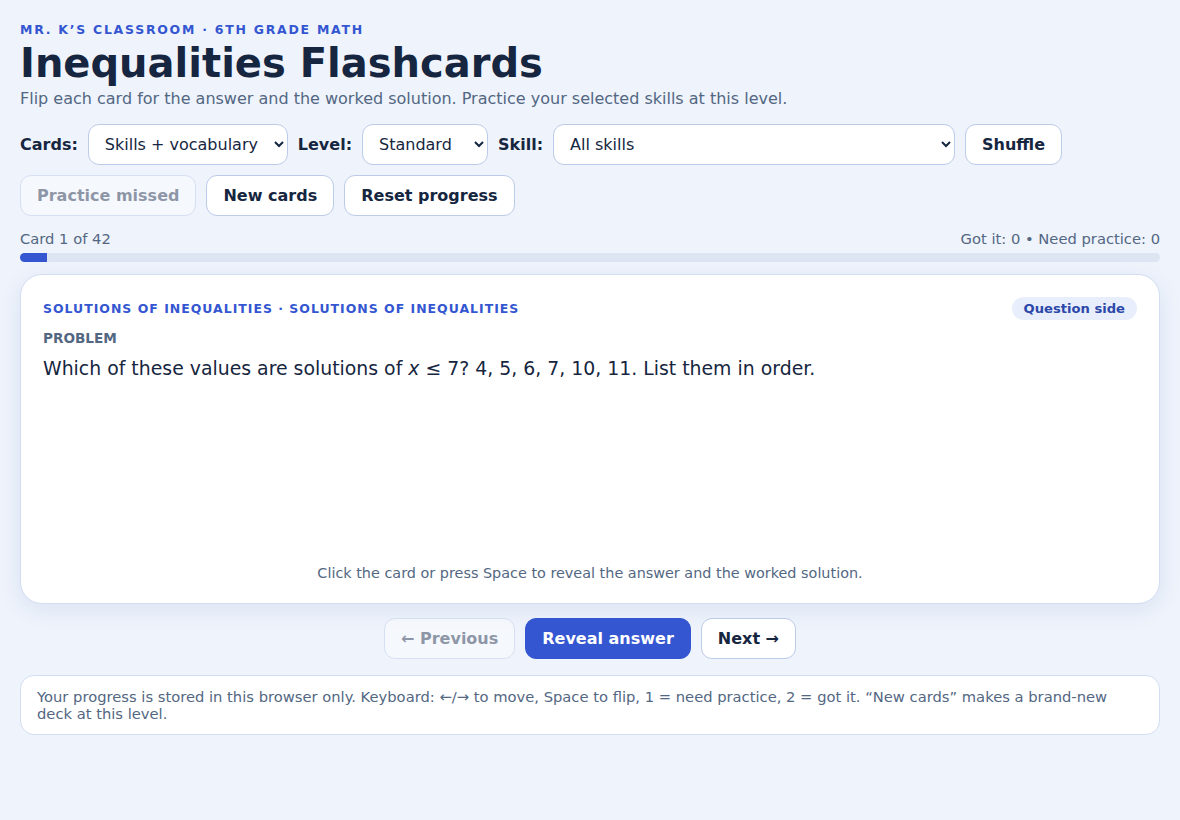 MR. K’S CLASSROOM · 6TH GRADE MATH
Inequalities Flashcards
Flip each card for the answer and the worked solution. Practice your selected skills at this level.
Cards: Skills + vocabulary Level: Standard Skill: All skills Shuffle
Practice missed New cards Reset progress
Card 1 of 42 Got it: 0 • Need practice: 0
SOLUTIONS OF INEQUALITIES · SOLUTIONS OF INEQUALITIES Question side
PROBLEM
Which of these values are solutions of x ≤ 7? 4, 5, 6, 7, 10, 11. List them in order.
Click the card or press Space to reveal the answer and the worked solution.
← Previous Reveal answer Next →
Your progress is stored in this browser only. Keyboard: ←/→ to move, Space to flip, 1 = need practice, 2 = got it. “New cards” makes a brand-new
deck at this level.